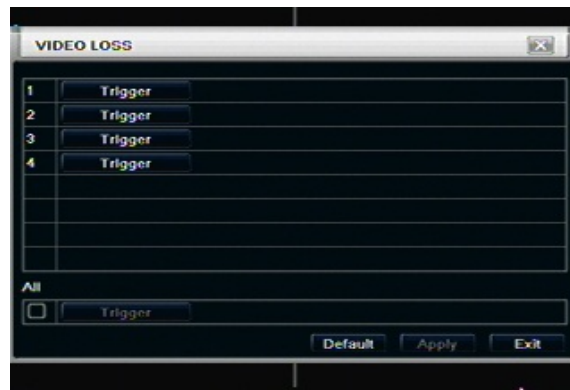 VIDEO LOSS
1 Trigger
2 Trigger
3 Trigger
4 Trigger
All
Trigger
Default Apply Exit